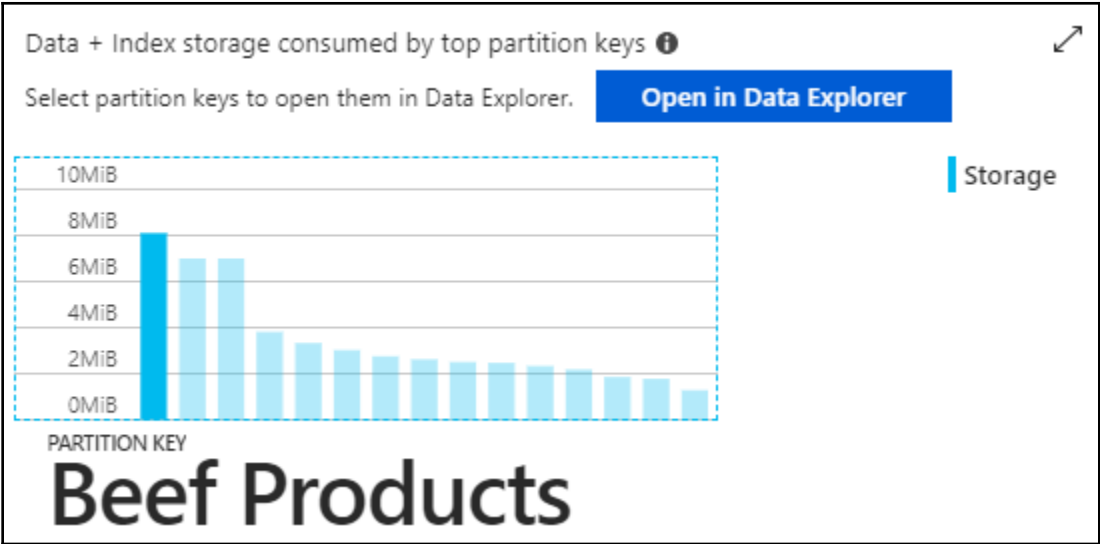 Data + Index storage consumed by top partition keys
Select partition keys to open them in Data Explorer.
Open in Data Explorer
10MiB
8MiB
6MiB
4MiB
2MiB
0MiB
Storage
PARTITION KEY
Beef Products